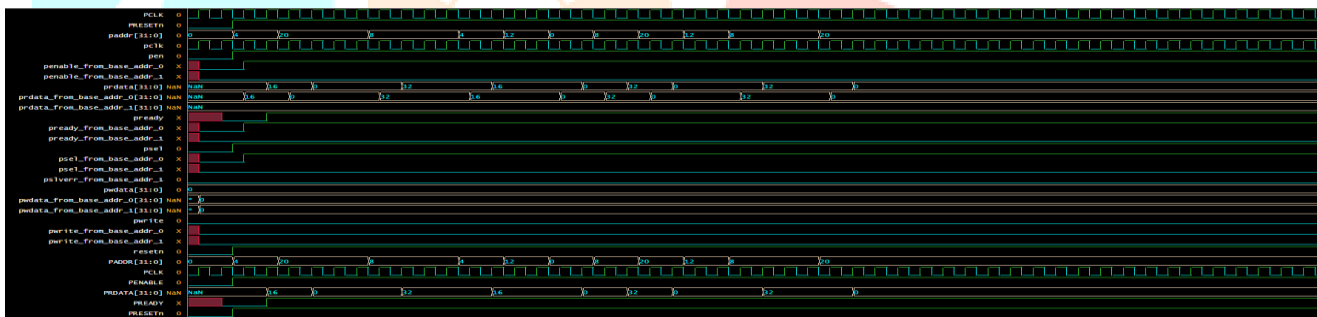 PCLK 0
PRESETn 0
paddr[31:0] 0 0 4 20 8 4 12 0 8 20 12 8 20
pclk 0
pen 0
penable_from_base_addr_0 X
penable_from_base_addr_1 X
prdata[31:0] NaN NaN 16 0 32 16 0 32 0 32 0
prdata_from_base_addr_0[31:0] NaN NaN 16 0 32 16 0 32 0 32 0
prdata_from_base_addr_1[31:0] NaN NaN
pready X
pready_from_base_addr_0 X
pready_from_base_addr_1 X
psel 0
psel_from_base_addr_0 X
psel_from_base_addr_1 X
pslverr_from_base_addr_1 0
pwdata[31:0] 0 0
pwdata_from_base_addr_0[31:0] NaN * 0
pwdata_from_base_addr_1[31:0] NaN * 0
pwrite 0
pwrite_from_base_addr_0 X
pwrite_from_base_addr_1 X
resetn 0
PADDR[31:0] 0 0 4 20 8 4 12 0 8 20 12 8 20
PCLK 0
PENABLE 0
PRDATA[31:0] NaN NaN 16 0 32 16 0 32 0 32 0
PREADY X
PRESETn 0